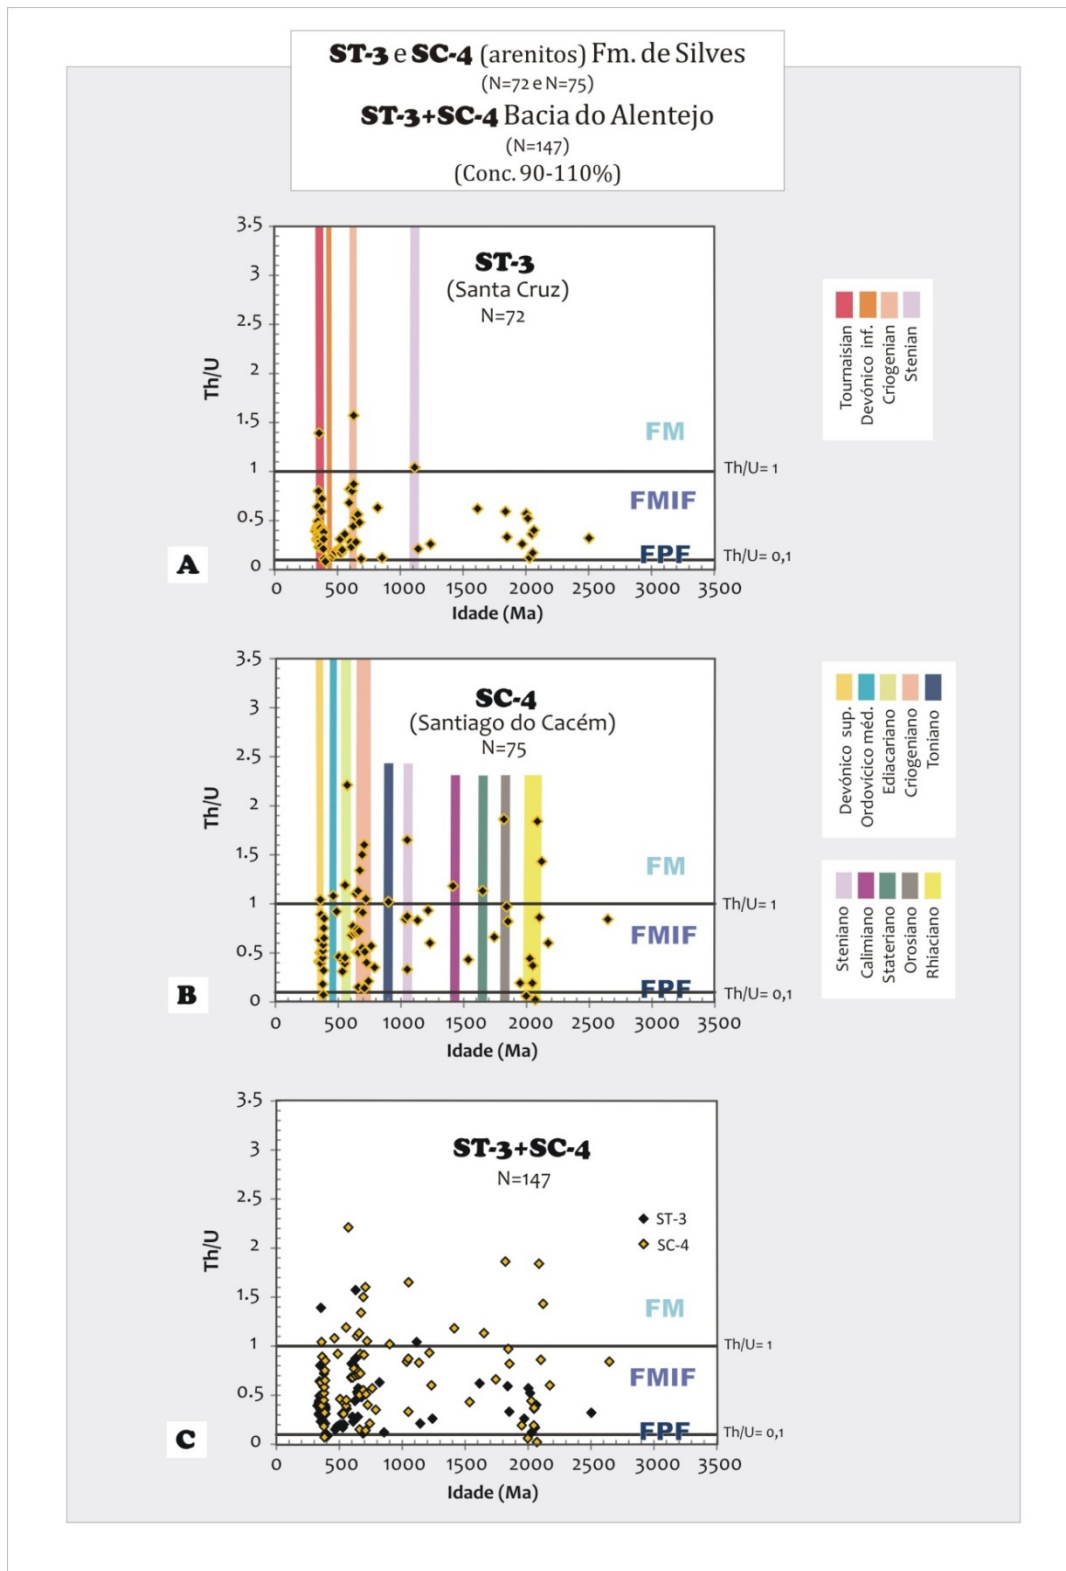 ST-3 e SC-4 (arenitos) Fm. de Silves
(N=72 e N=75)
ST-3+SC-4 Bacia do Alentejo
(N=147)
(Conc. 90-110%)
3.5
3
2.5
2
1.5
1
0.5
0
Th/U
ST-3
(Santa Cruz)
N=72
FM
Th/U= 1
FMIF
FPF
Th/U= 0,1
A
0 500 1000 1500 2000 2500 3000 3500
Idade (Ma)
Tournaisian
Devónico inf.
Criogenian
Stenian
3.5
3
2.5
2
1.5
1
0.5
0
Th/U
SC-4
(Santiago do Cacém)
N=75
FM
Th/U= 1
FMIF
FPF
Th/U= 0,1
B
0 500 1000 1500 2000 2500 3000 3500
Idade (Ma)
Devónico sup.
Ordovícico méd.
Ediacariano
Criogeniano
Toniano
Steniano
Calimiano
Stateriano
Orosiano
Rhiaciano
3.5
3
2.5
2
1.5
1
0.5
0
Th/U
ST-3+SC-4
N=147
ST-3
SC-4
FM
Th/U= 1
FMIF
FPF
Th/U= 0,1
C
0 500 1000 1500 2000 2500 3000 3500
Idade (Ma)